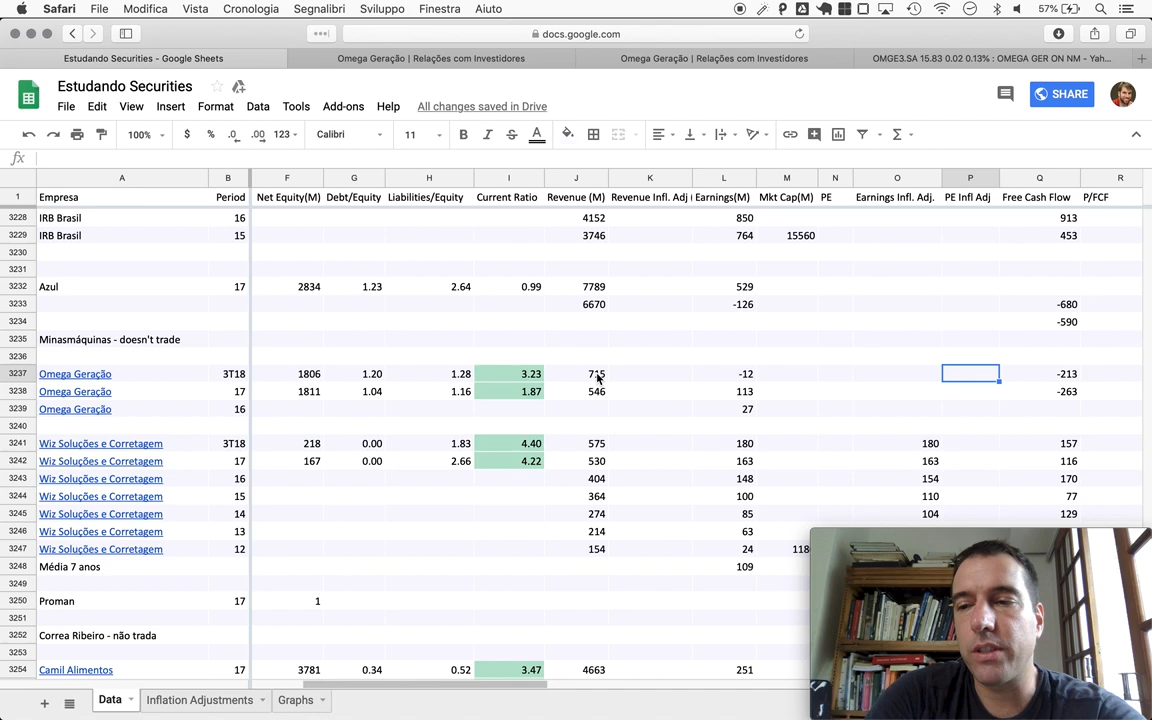 Safari File Modifica Vista Cronologia Segnalibri Sviluppo Finestra Aiuto 57%
docs.google.com
Estudando Securities - Google Sheets Omega Geração | Relações com Investidores Omega Geração | Relações com Investidores OMGE3.SA 15.83 0.02 0.13% : OMEGA GER ON NM - Yah...
Estudando Securities
File Edit View Insert Format Data Tools Add-ons Help All changes saved in Drive
SHARE
100% $ % .0 .00 123 Calibri 11 B I S A
fx
A B F G H I J K L M N O P Q R
1 Empresa Period Net Equity(M) Debt/Equity Liabilities/Equity Current Ratio Revenue (M) Revenue Infl. Adj Earnings(M) Mkt Cap(M) PE Earnings Infl. Adj. PE Infl Adj Free Cash Flow P/FCF
3228 IRB Brasil 16 4152 850 913
3229 IRB Brasil 15 3746 764 15560 453
3230
3231
3232 Azul 17 2834 1.23 2.64 0.99 7789 529
3233 6670 -126 -680
3234 -590
3235 Minasmáquinas - doesn't trade
3236
3237 Omega Geração 3T18 1806 1.20 1.28 3.23 715 -12 -213
3238 Omega Geração 17 1811 1.04 1.16 1.87 546 113 -263
3239 Omega Geração 16 27
3240
3241 Wiz Soluções e Corretagem 3T18 218 0.00 1.83 4.40 575 180 180 157
3242 Wiz Soluções e Corretagem 17 167 0.00 2.66 4.22 530 163 163 116
3243 Wiz Soluções e Corretagem 16 404 148 154 170
3244 Wiz Soluções e Corretagem 15 364 100 110 77
3245 Wiz Soluções e Corretagem 14 274 85 104 129
3246 Wiz Soluções e Corretagem 13 214 63
3247 Wiz Soluções e Corretagem 12 154 24 118
3248 Média 7 anos 109
3249
3250 Proman 17 1
3251
3252 Correa Ribeiro - não trada
3253
3254 Camil Alimentos 17 3781 0.34 0.52 3.47 4663 251
Data Inflation Adjustments Graphs